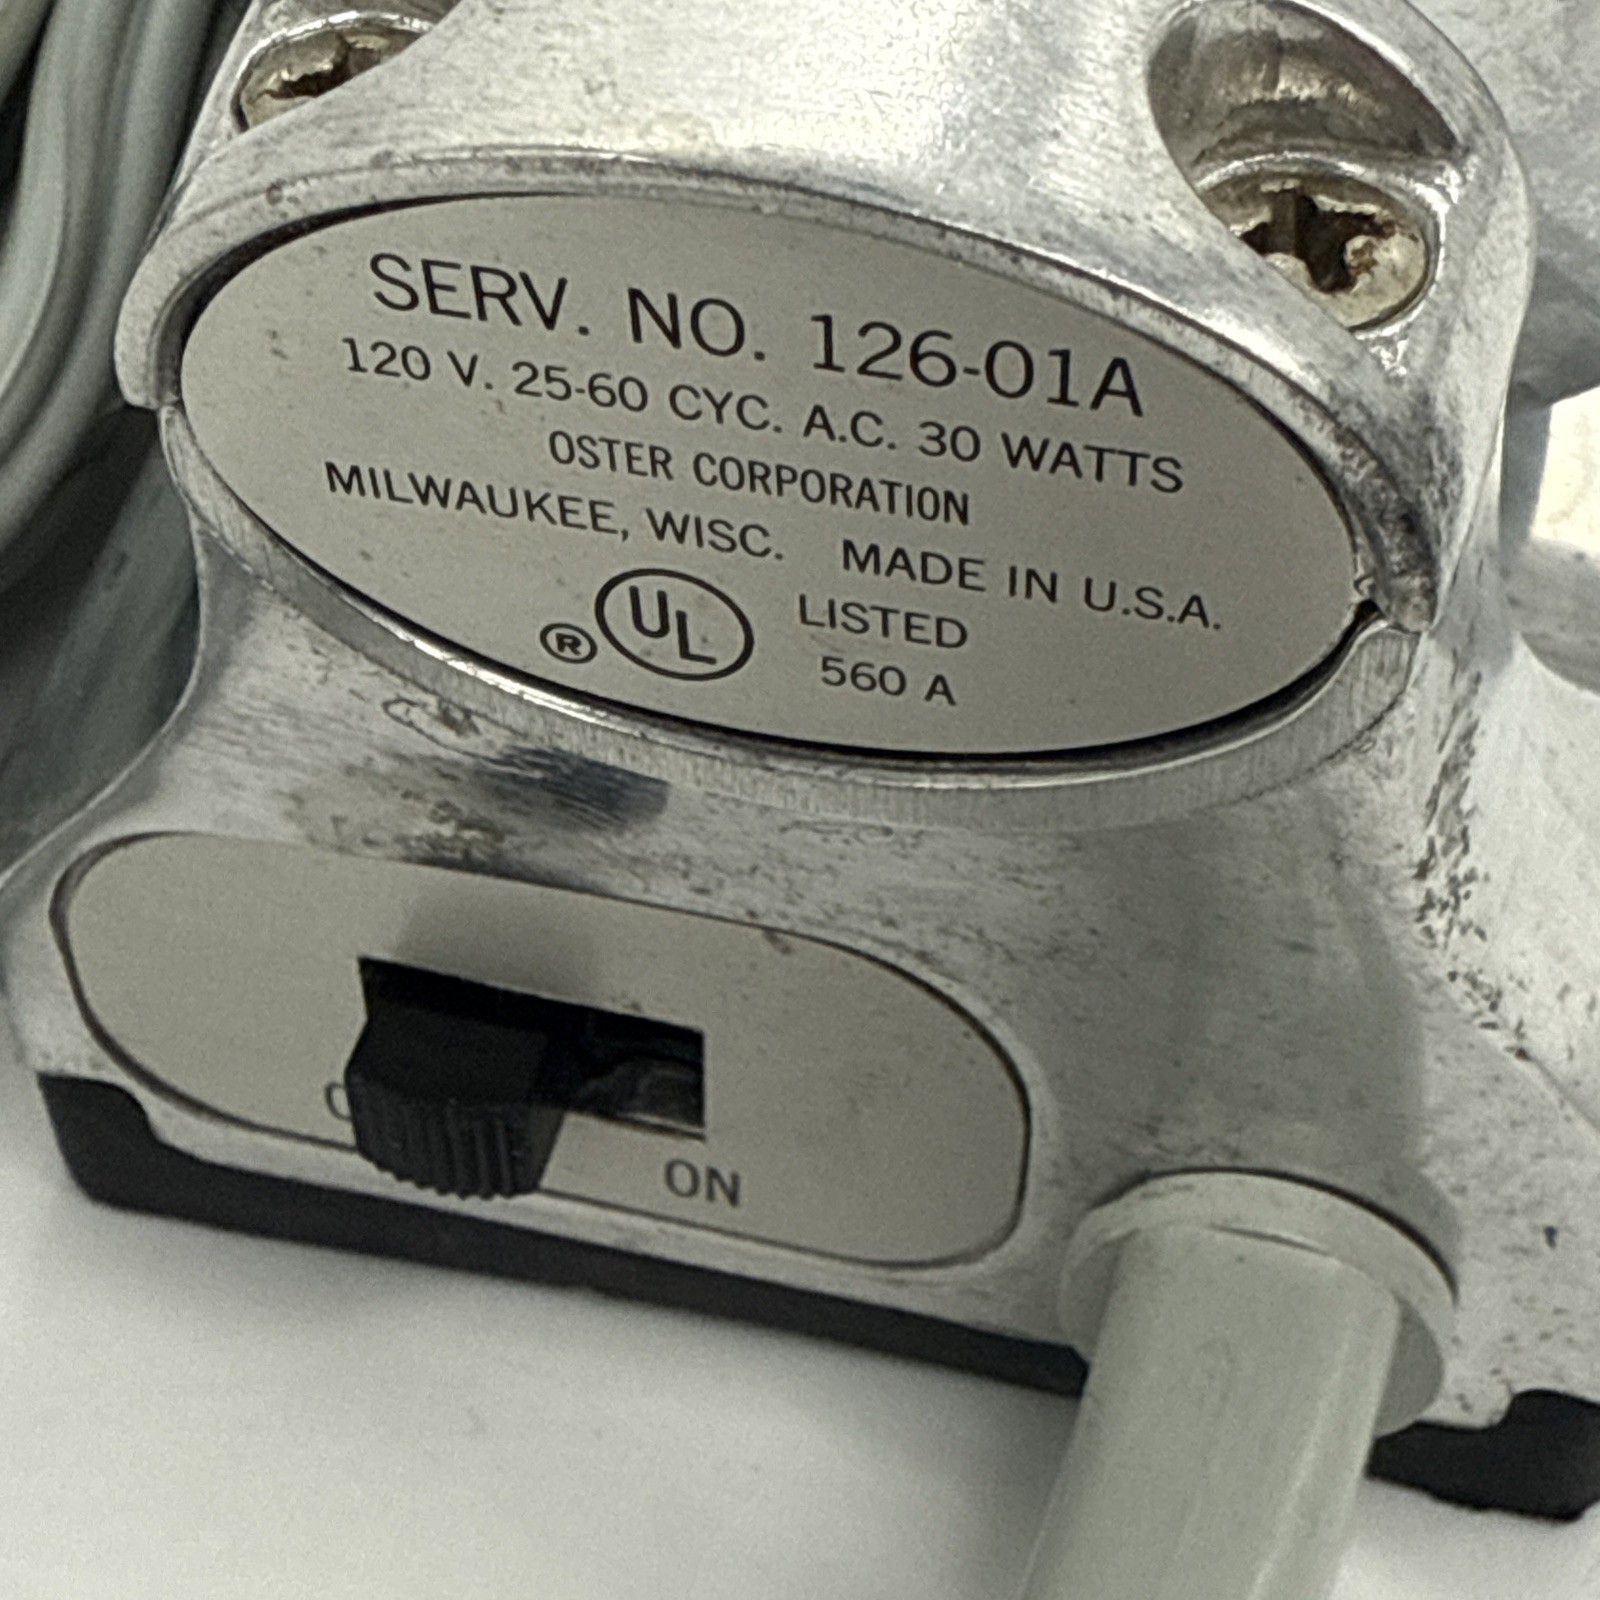 SERV. NO. 126-01A
120 V. 25-60 CYC. A.C. 30 WATTS
OSTER CORPORATION
MILWAUKEE, WISC. MADE IN U.S.A.
® UL LISTED
560 A
ON